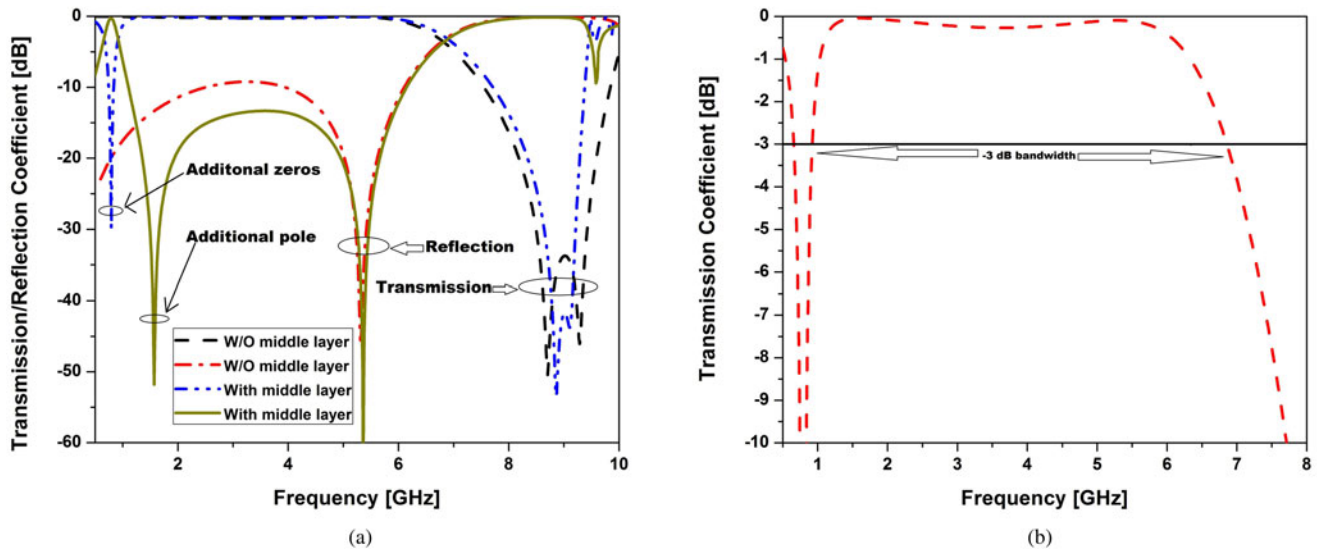 Transmission/Reflection Coefficient [dB]
0
-10
-20
-30
-40
-50
-60
Additonal zeros
Additional pole
Reflection
Transmission
W/O middle layer
W/O middle layer
With middle layer
With middle layer
2
4
6
8
10
Frequency [GHz]
(a)
Transmission Coefficient [dB]
0
-1
-2
-3
-4
-5
-6
-7
-8
-9
-10
-3 dB bandwidth
1
2
3
4
5
6
7
8
Frequency [GHz]
(b)